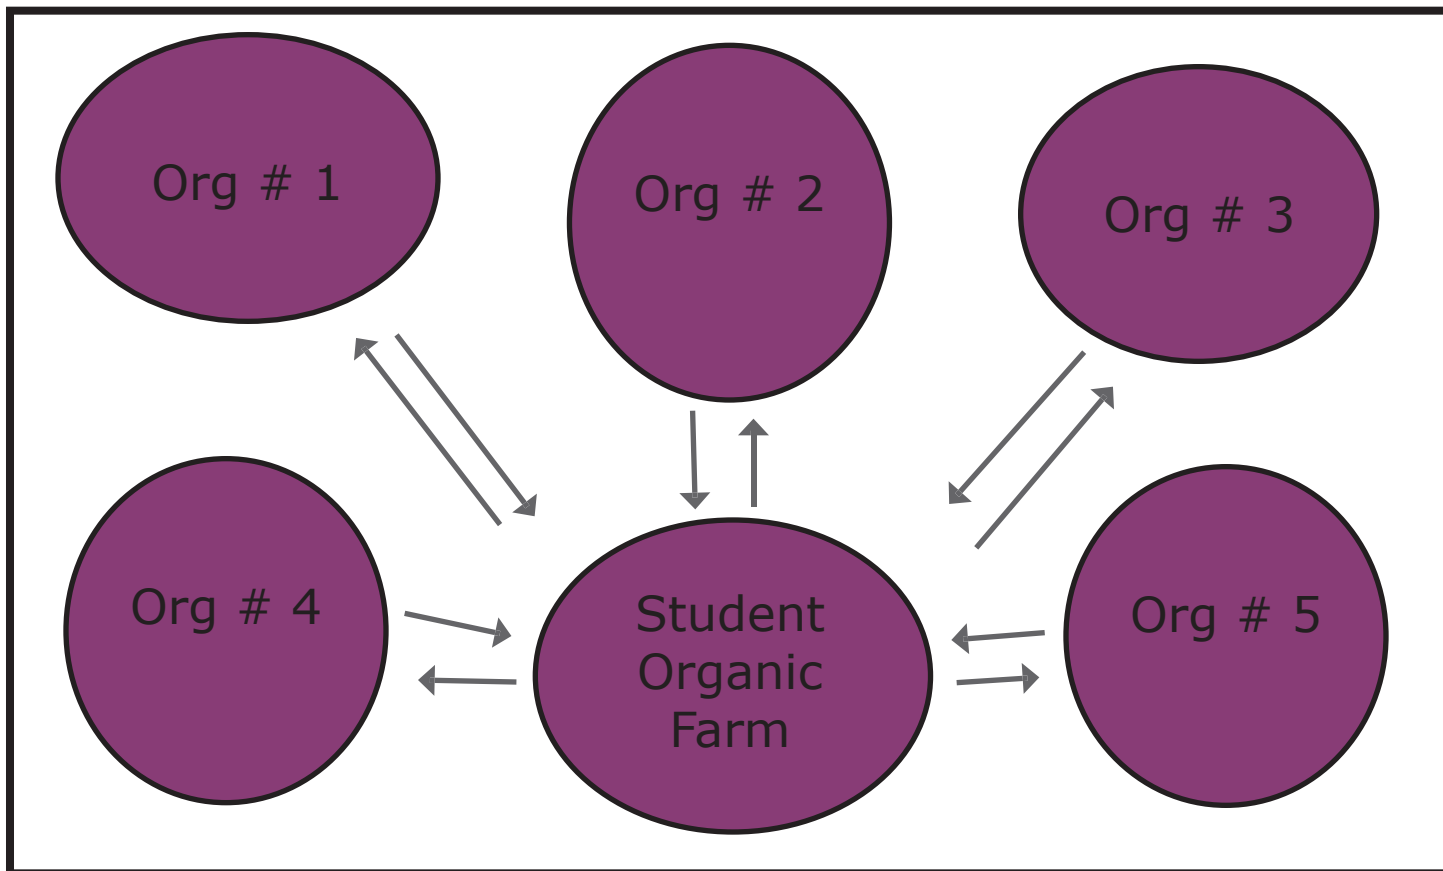 Org # 1
Org # 2
Org # 3
Org # 4
Student
Organic
Farm
Org # 5